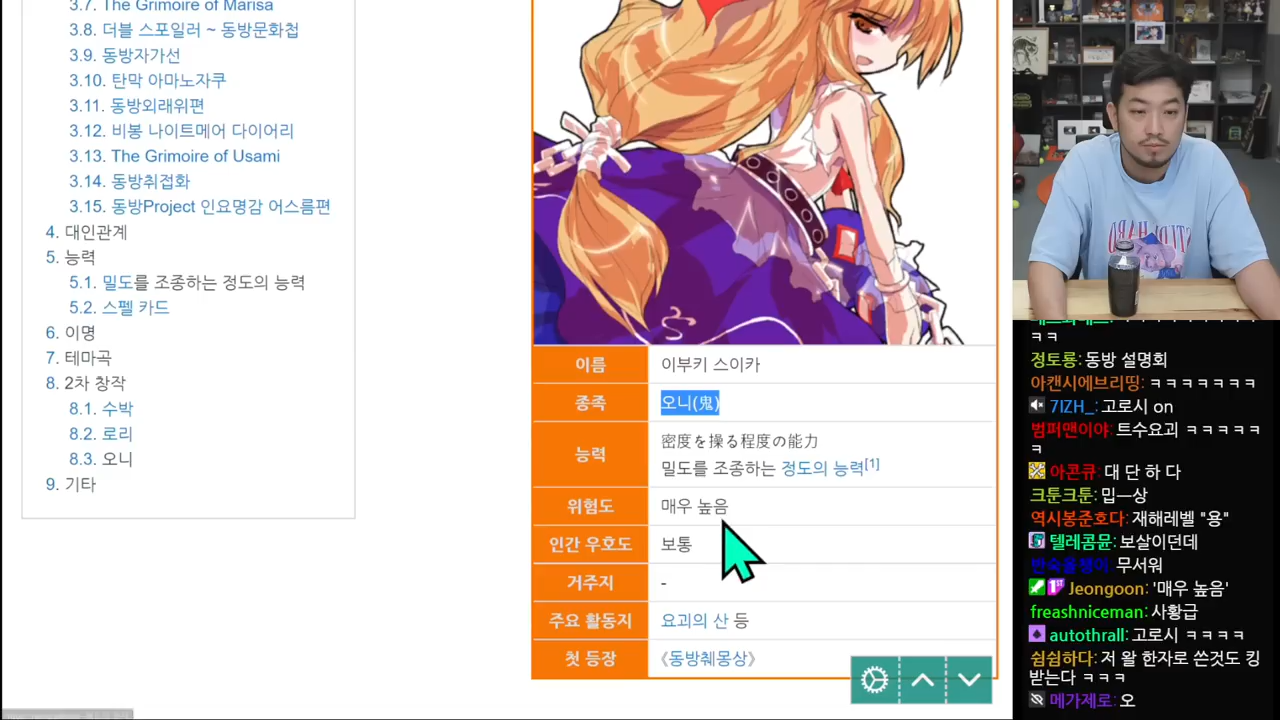 3.7. The Grimoire of Marisa
3.8. 더블 스포일러 ~ 동방문화첩
3.9. 동방자가선
3.10. 탄막 아마노자쿠
3.11. 동방외래위편
3.12. 비봉 나이트메어 다이어리
3.13. The Grimoire of Usami
3.14. 동방취접화
3.15. 동방Project 인요명감 어스름편
4. 대인관계
5. 능력
5.1. 밀도를 조종하는 정도의 능력
5.2. 스펠 카드
6. 이명
7. 테마곡
8. 2차 창작
8.1. 수박
8.2. 로리
8.3. 오니
9. 기타
이름 이부키 스이카
종족 오니(鬼)
능력 密度を操る程度の能力
밀도를 조종하는 정도의 능력[1]
위험도 매우 높음
인간 우호도 보통
거주지 -
주요 활동지 요괴의 산 등
첫 등장 《동방췌몽상》
ㅋㅋ
정토룡: 동방 설명회
아캔시에브리띵: ㅋㅋㅋㅋㅋㅋㅋ
7IZH_: 고로시 on
범퍼맨이야: 트수요괴 ㅋㅋㅋㅋㅋ
ㅋ
아콘큐: 대 단 하 다
크툰크툰: 밉ㅡ상
역시봉준호다: 재해레벨 "용"
텔레콤문: 보살이던데
반숙올챙이: 무서워
Jeongoon: '매우 높음'
freashniceman: 사황급
autothrall: 고로시 ㅋㅋㅋㅋ
쉽쉽하다: 저 왈 한자로 쓴것도 킹
받는다 ㅋㅋㅋ
메가제로: 오